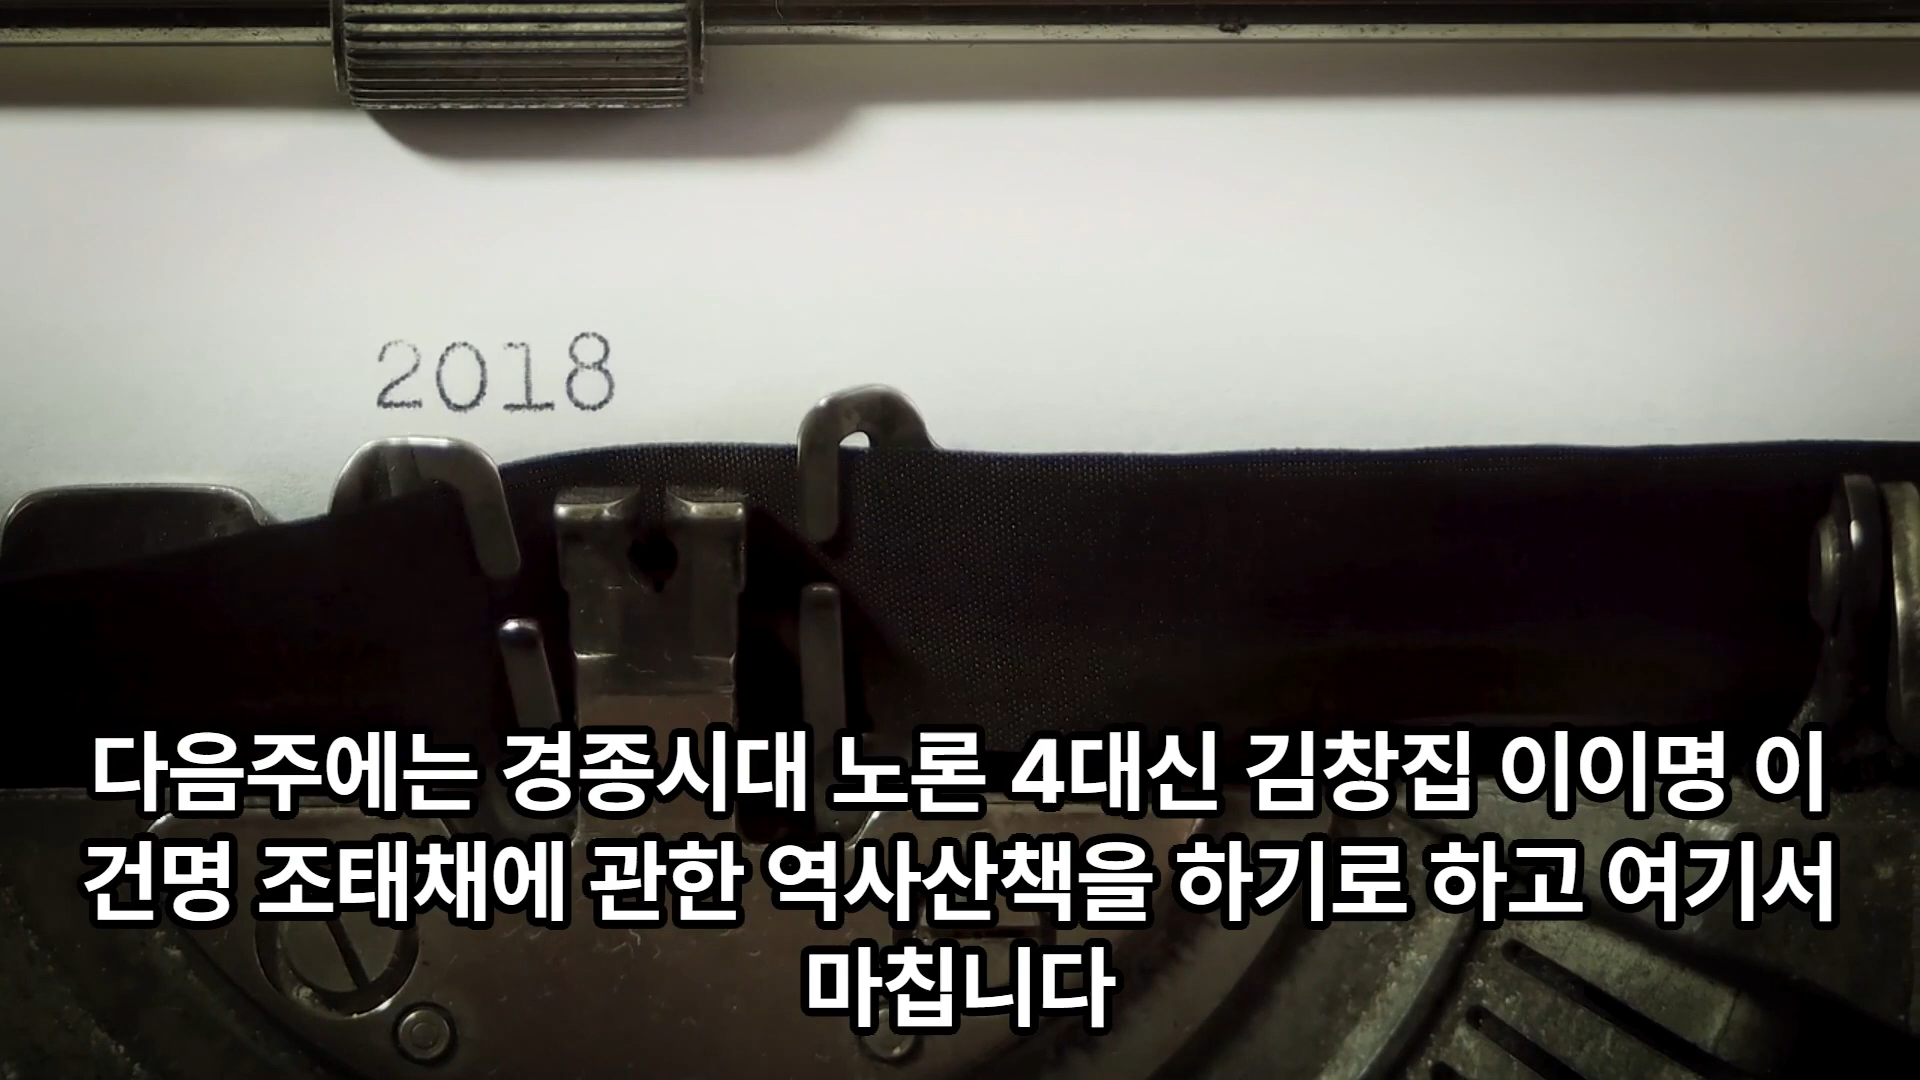 2018
다음주에는 경종시대 노론 4대신 김창집 이이명 이
건명 조태채에 관한 역사산책을 하기로 하고 여기서
마칩니다